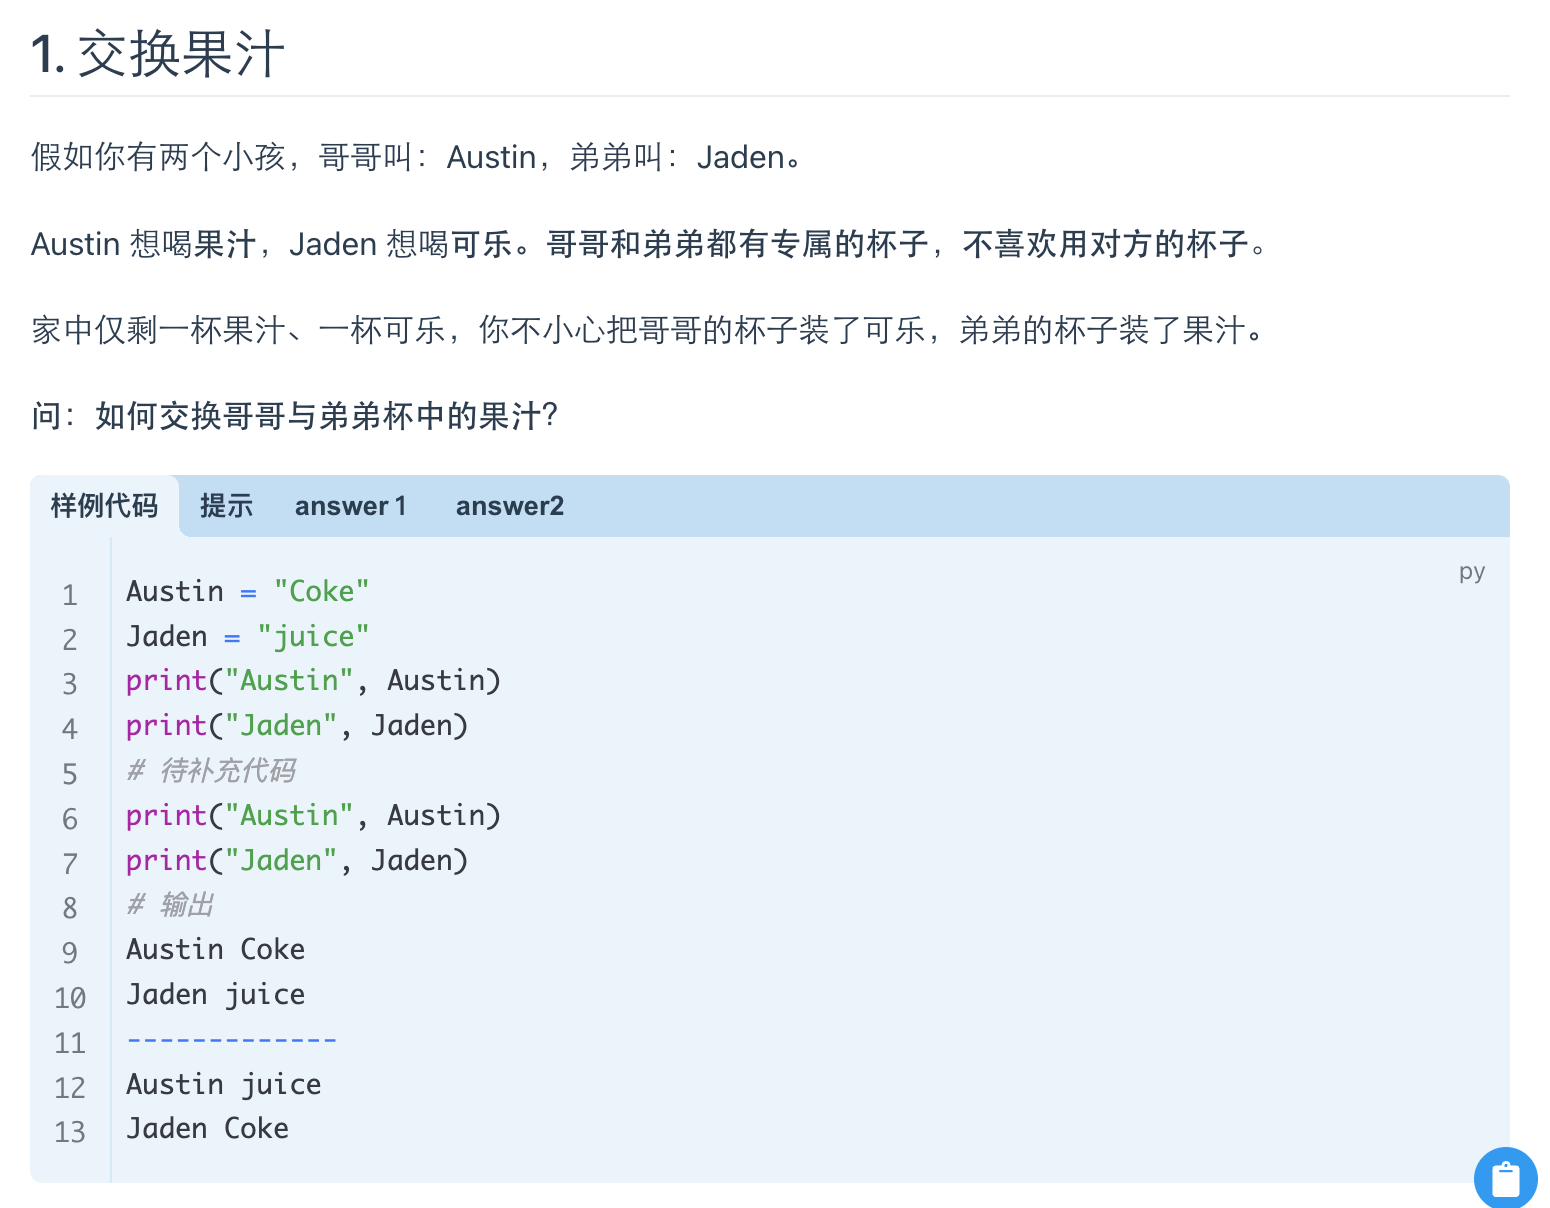 1. 交换果汁
假如你有两个小孩，哥哥叫：Austin，弟弟叫：Jaden。
Austin 想喝果汁，Jaden 想喝可乐。哥哥和弟弟都有专属的杯子，不喜欢用对方的杯子。
家中仅剩一杯果汁、一杯可乐，你不小心把哥哥的杯子装了可乐，弟弟的杯子装了果汁。
问：如何交换哥哥与弟弟杯中的果汁?
样例代码 提示 answer 1 answer2
py
1 Austin = "Coke"
2 Jaden = "juice"
3 print("Austin", Austin)
4 print("Jaden", Jaden)
5 # 待补充代码
6 print("Austin", Austin)
7 print("Jaden", Jaden)
8 # 输出
9 Austin Coke
10 Jaden juice
11 -------------
12 Austin juice
13 Jaden Coke